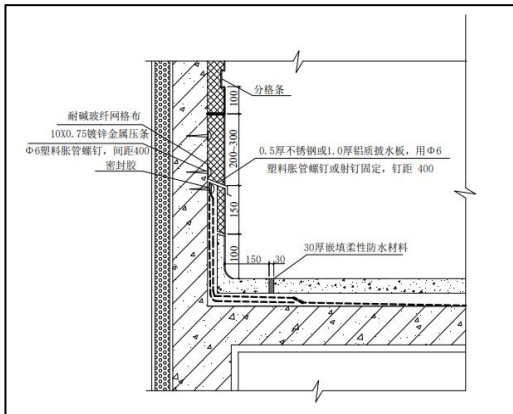 分格条
100
耐碱玻纤网格布
10X0.75镀锌金属压条
Φ6塑料胀管螺钉，间距400
密封胶
200-300
0.5厚不锈钢或1.0厚铝质披水板，用Φ6
塑料胀管螺钉或射钉固定，钉距 400
150
100
150 30
30厚嵌填柔性防水材料